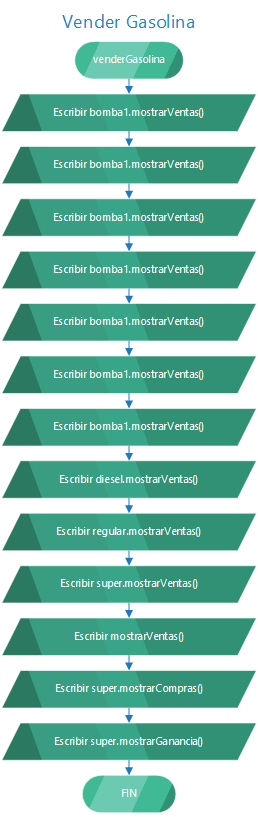 Vender Gasolina
venderGasolina
Escribir bomba1.mostrarVentas()
Escribir bomba1.mostrarVentas()
Escribir bomba1.mostrarVentas()
Escribir bomba1.mostrarVentas()
Escribir bomba1.mostrarVentas()
Escribir bomba1.mostrarVentas()
Escribir bomba1.mostrarVentas()
Escribir diesel.mostrarVentas()
Escribir regular.mostrarVentas()
Escribir super.mostrarVentas()
Escribir mostrarVentas()
Escribir super.mostrarCompras()
Escribir super.mostrarGanancia()
FIN